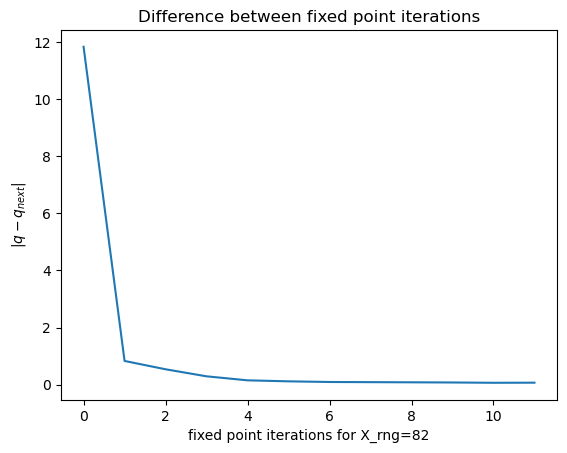 Difference between fixed point iterations
12
10
8
6
4
2
0
|q − q_next|
0 2 4 6 8 10
fixed point iterations for X_rng=82